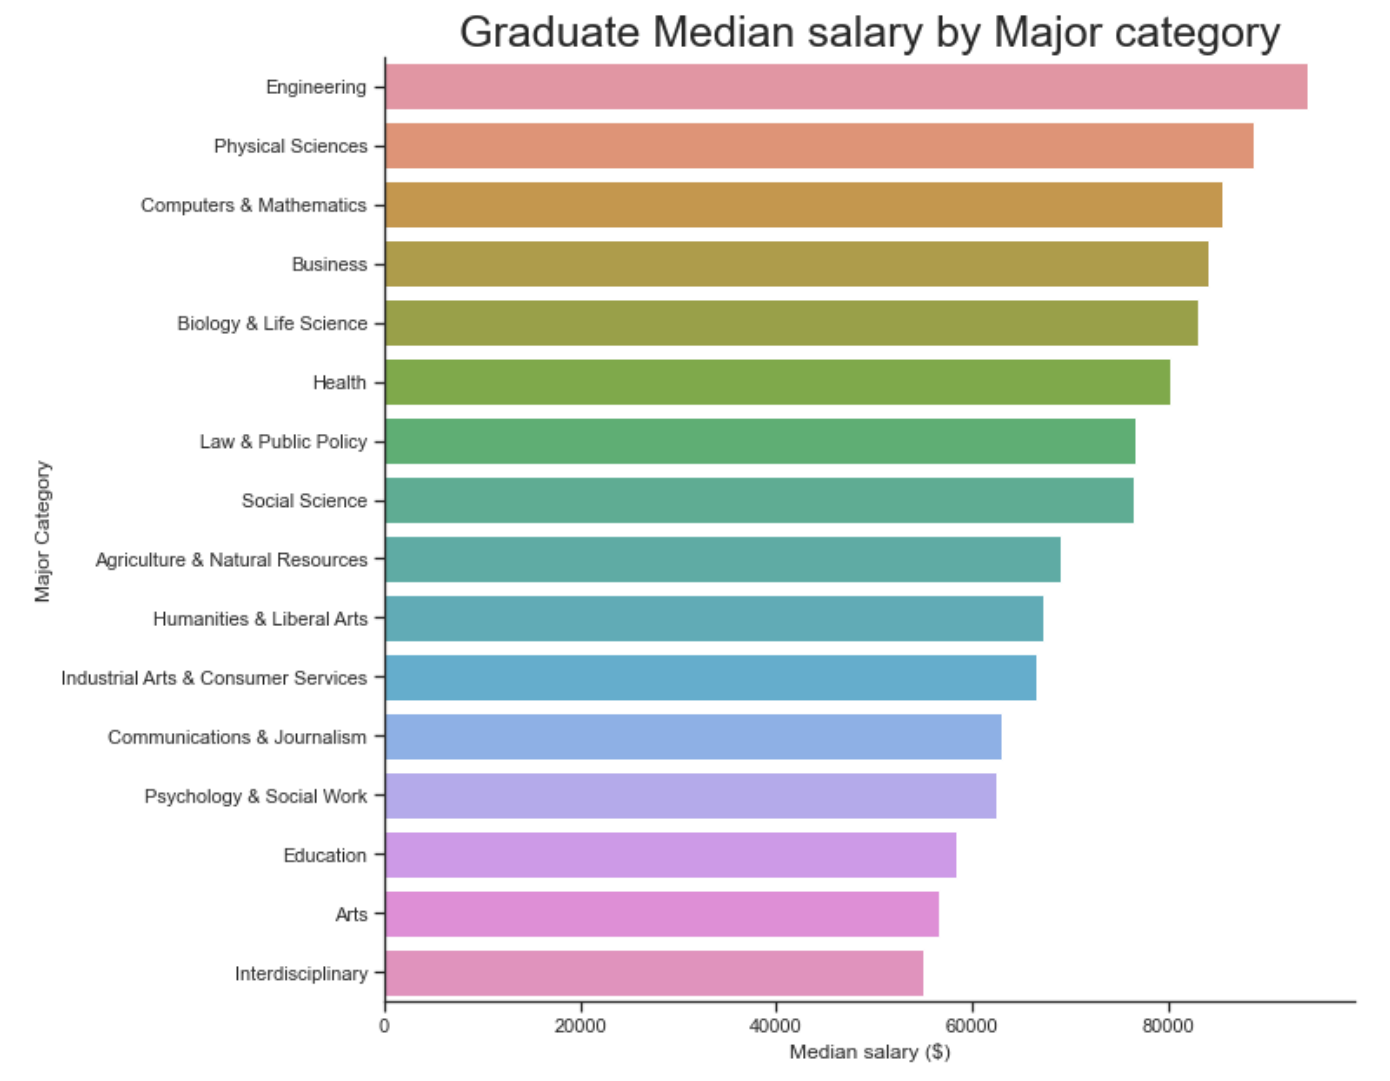 Graduate Median salary by Major category
Engineering
Physical Sciences
Computers & Mathematics
Business
Biology & Life Science
Health
Law & Public Policy
Social Science
Agriculture & Natural Resources
Humanities & Liberal Arts
Industrial Arts & Consumer Services
Communications & Journalism
Psychology & Social Work
Education
Arts
Interdisciplinary
Major Category
0 20000 40000 60000 80000
Median salary ($)